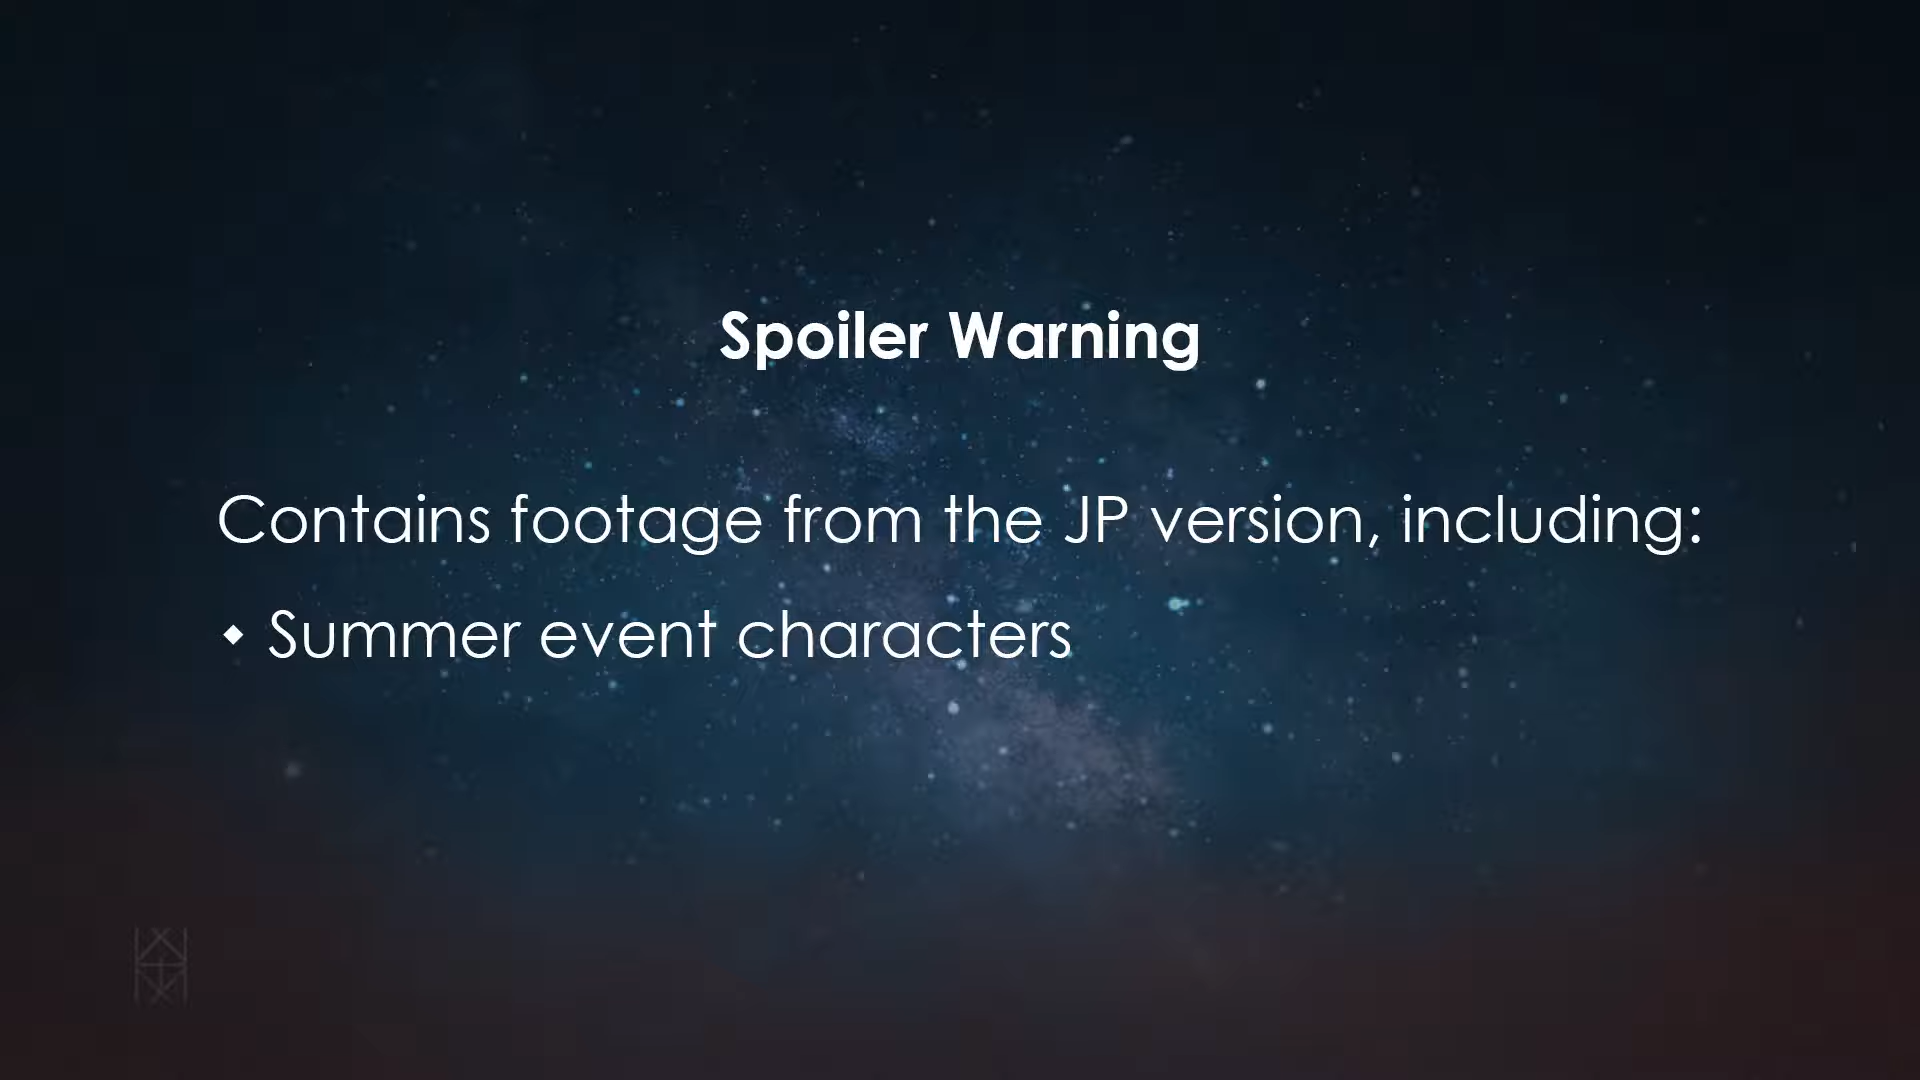 Spoiler Warning
Contains footage from the JP version, including:
◆ Summer event characters